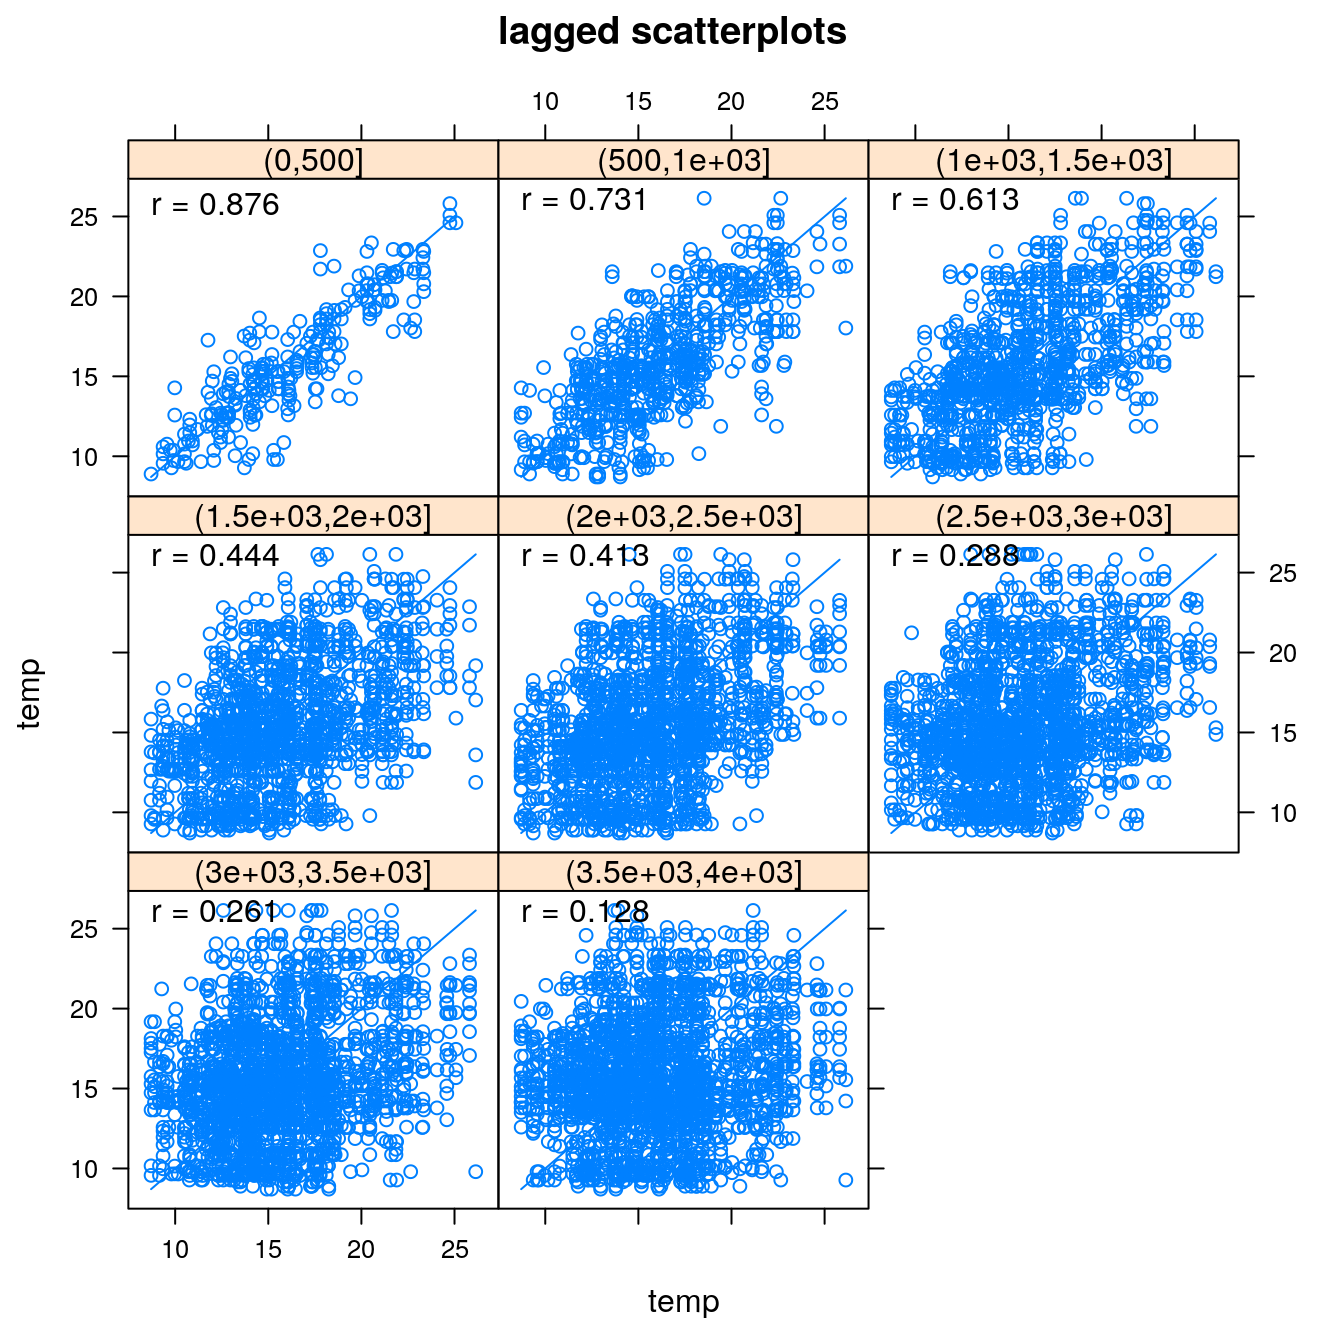 lagged scatterplots
10 15 20 25
(0,500] (500,1e+03] (1e+03,1.5e+03]
r = 0.876 r = 0.731 r = 0.613
25
20
15
10
(1.5e+03,2e+03] (2e+03,2.5e+03] (2.5e+03,3e+03]
r = 0.444 r = 0.413 r = 0.288
25
20
15
10
temp
(3e+03,3.5e+03] (3.5e+03,4e+03]
r = 0.261 r = 0.128
25
20
15
10
10 15 20 25
temp